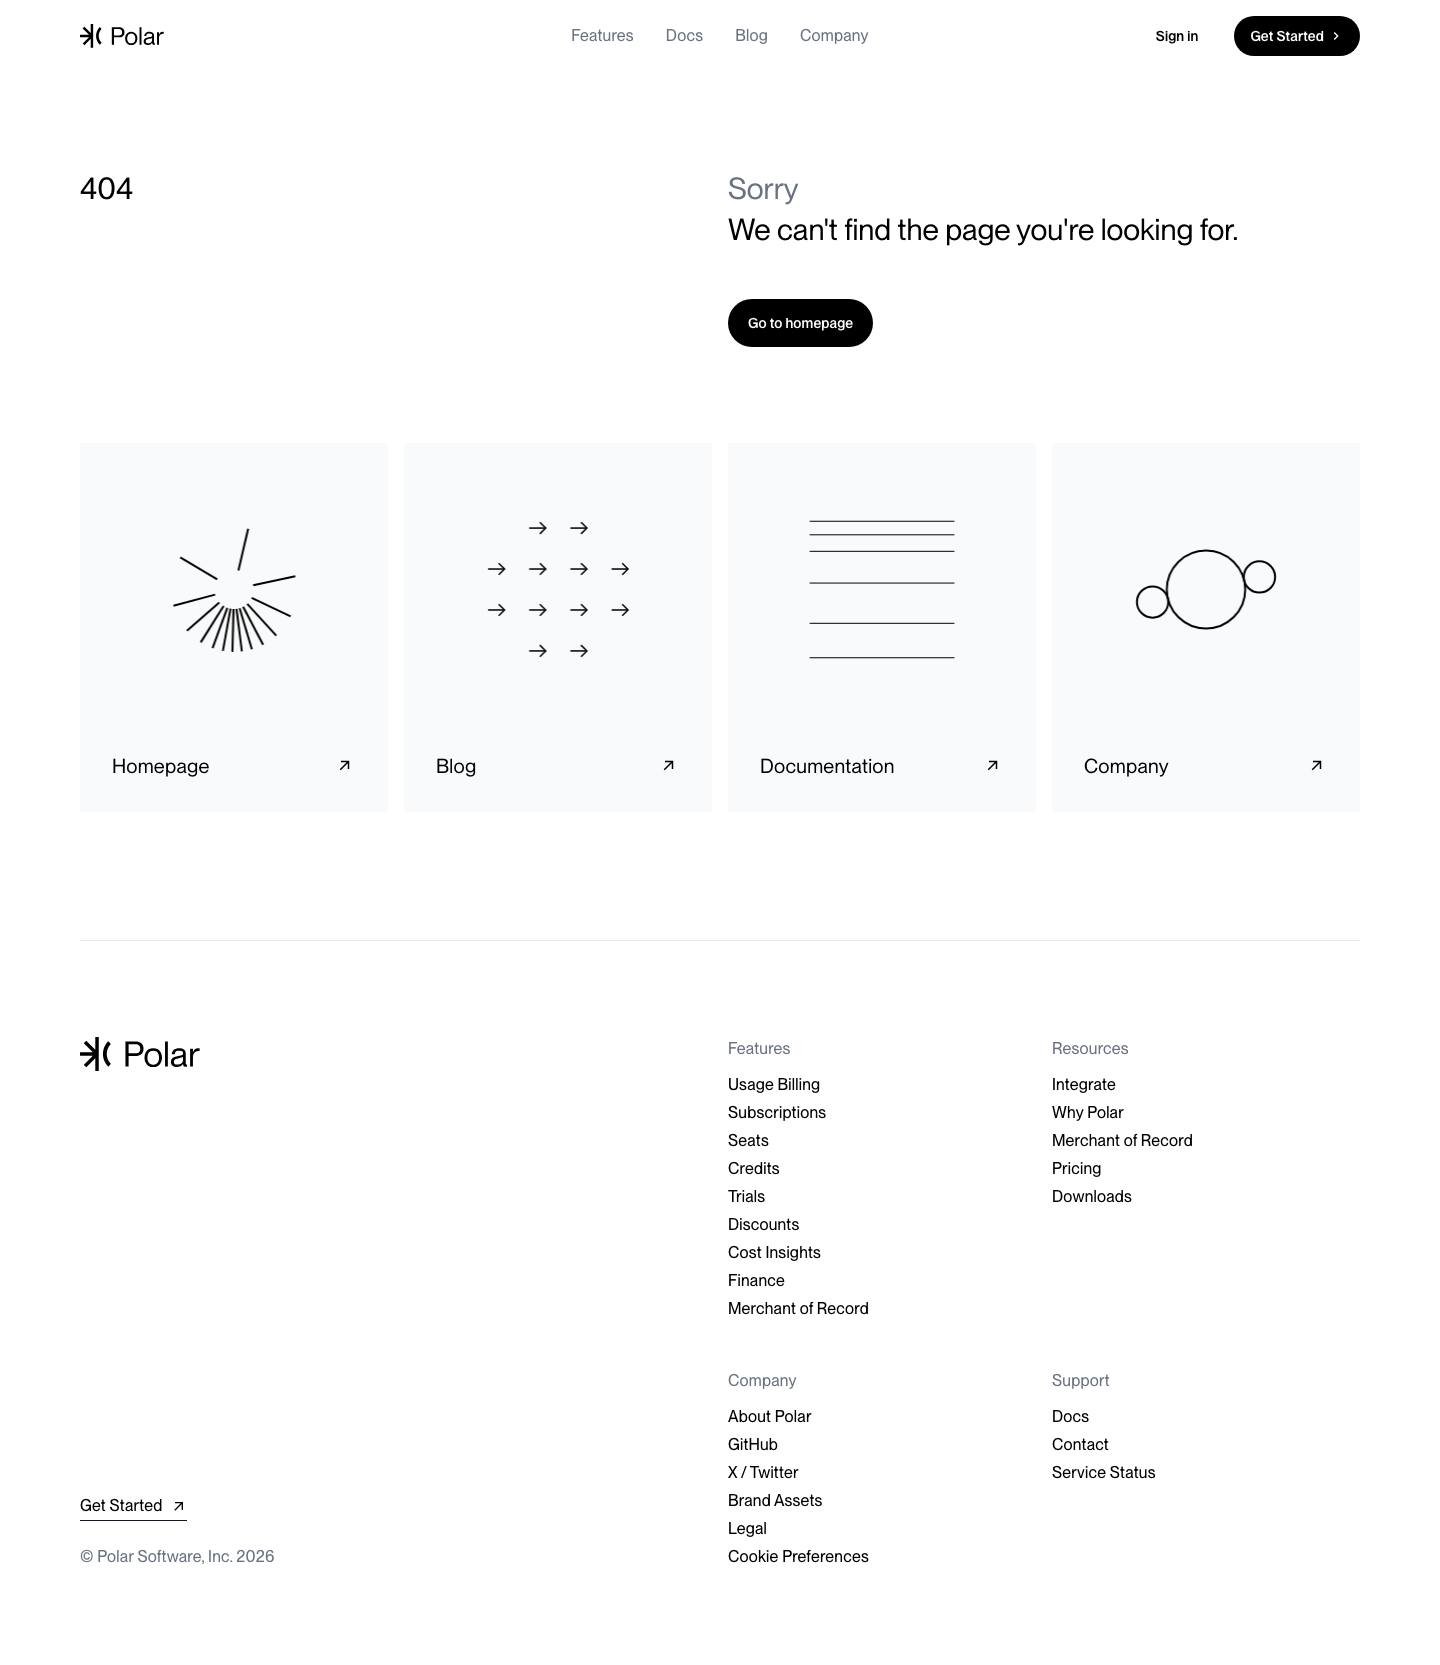 Polar
Features
Docs
Blog
Company
Sign in
Get Started
404
Sorry
We can't find the page you're looking for.
Go to homepage
Homepage
Blog
Documentation
Company
Polar
Features
Usage Billing
Subscriptions
Seats
Credits
Trials
Discounts
Cost Insights
Finance
Merchant of Record
Resources
Integrate
Why Polar
Merchant of Record
Pricing
Downloads
Company
About Polar
GitHub
X / Twitter
Brand Assets
Legal
Cookie Preferences
Support
Docs
Contact
Service Status
Get Started
© Polar Software, Inc. 2026